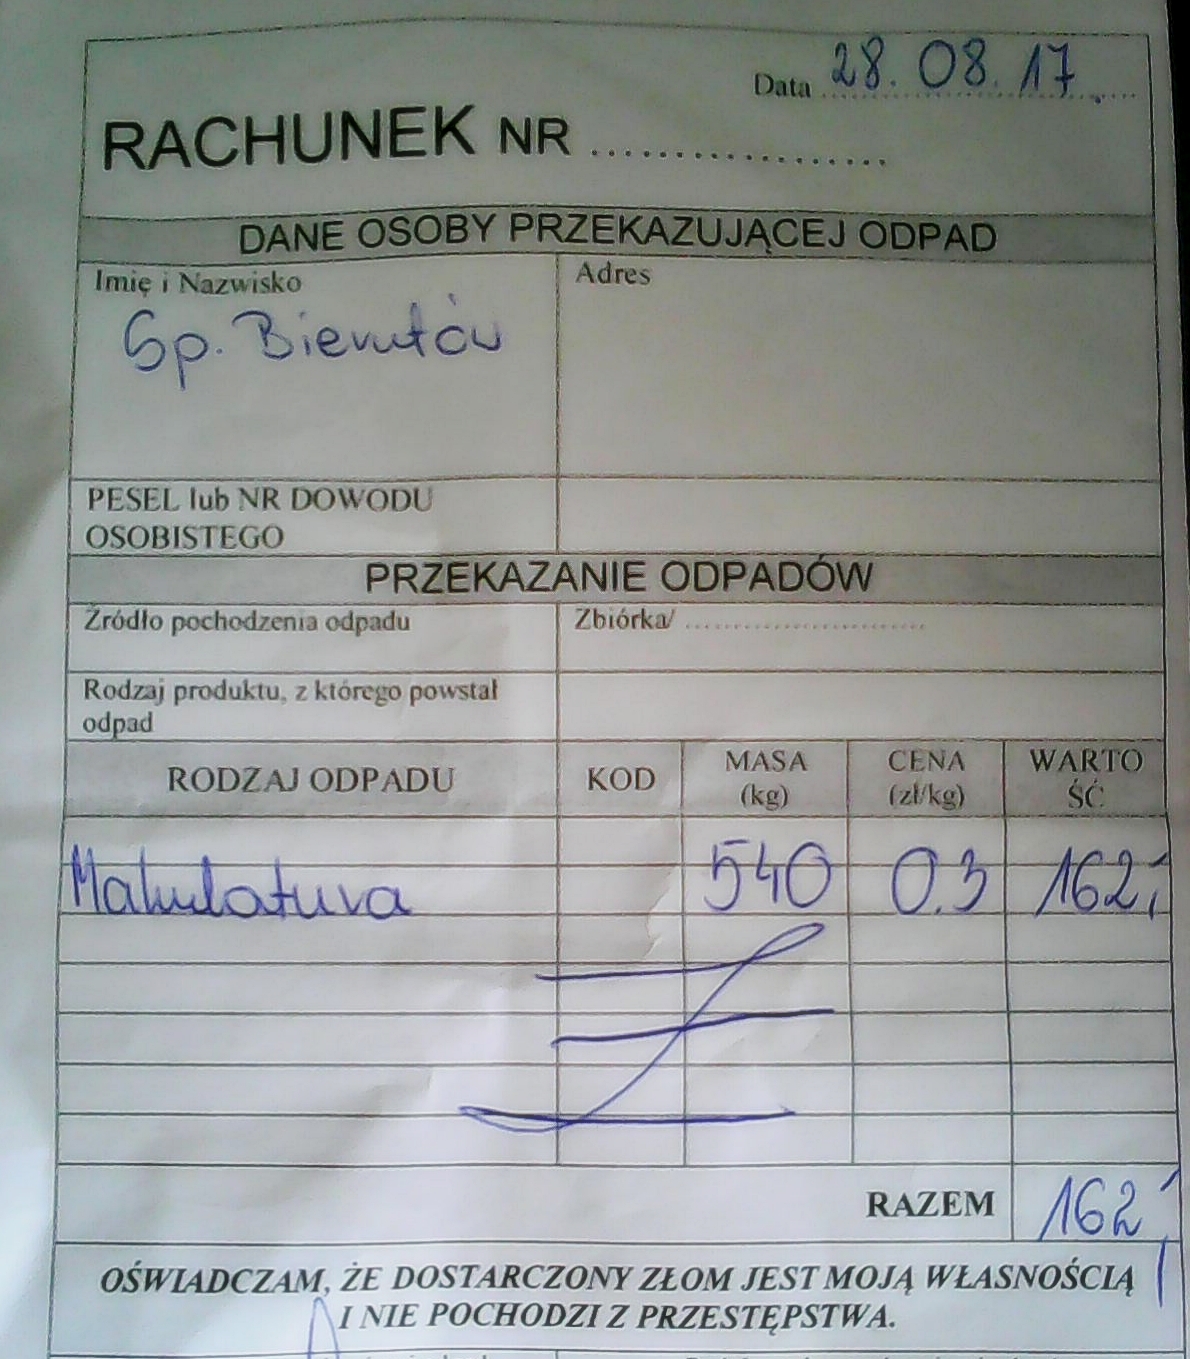 Data 28.08.17
RACHUNEK NR ..................
DANE OSOBY PRZEKAZUJĄCEJ ODPAD
Imię i Nazwisko
Adres
Sp. Bierutów
PESEL lub NR DOWODU
OSOBISTEGO
PRZEKAZANIE ODPADÓW
Źródło pochodzenia odpadu
Zbiórka/ ..........................
Rodzaj produktu, z którego powstał
odpad
RODZAJ ODPADU KOD MASA (kg) CENA (zł/kg) WARTO ŚĆ
Makulatura 540 0.3 162,-
RAZEM 162,-
OŚWIADCZAM, ŻE DOSTARCZONY ZŁOM JEST MOJĄ WŁASNOŚCIĄ
I NIE POCHODZI Z PRZESTĘPSTWA.